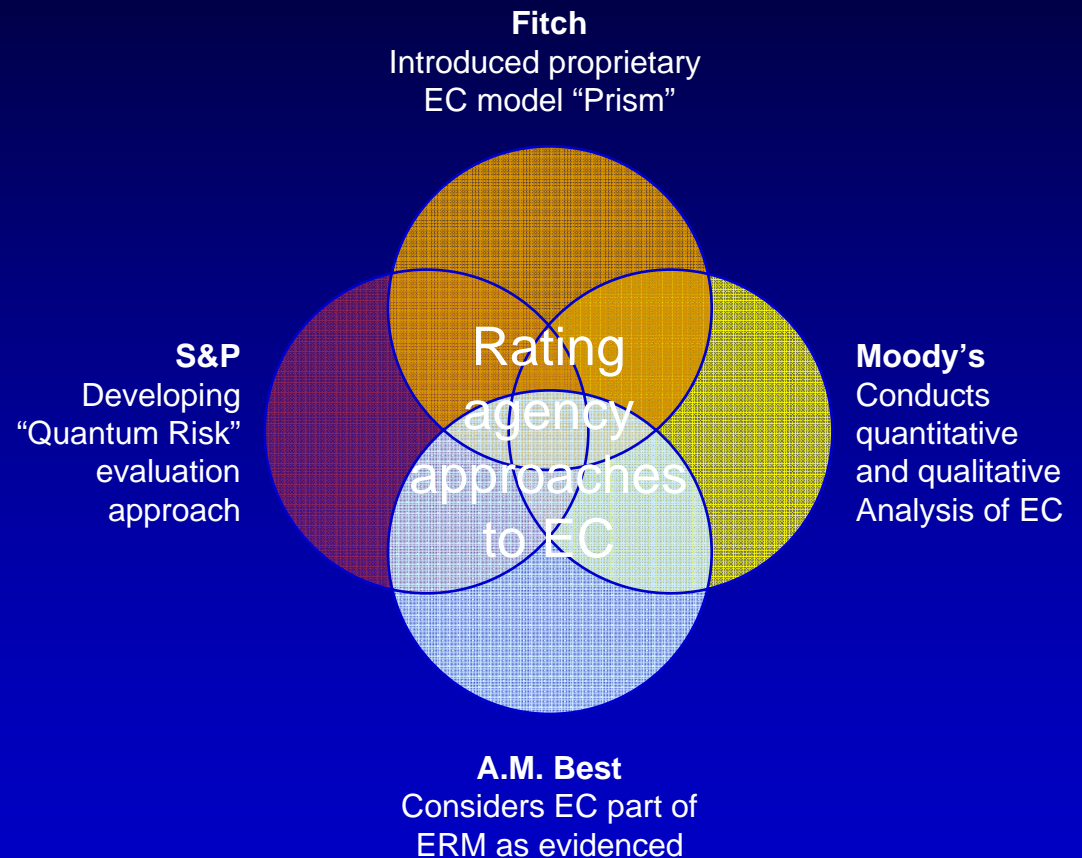 Fitch
Introduced proprietary
EC model “Prism”
S&P
Developing
“Quantum Risk”
evaluation
approach
Rating
agency
approaches
to EC
Moody’s
Conducts
quantitative
and qualitative
Analysis of EC
A.M. Best
Considers EC part of
ERM as evidenced